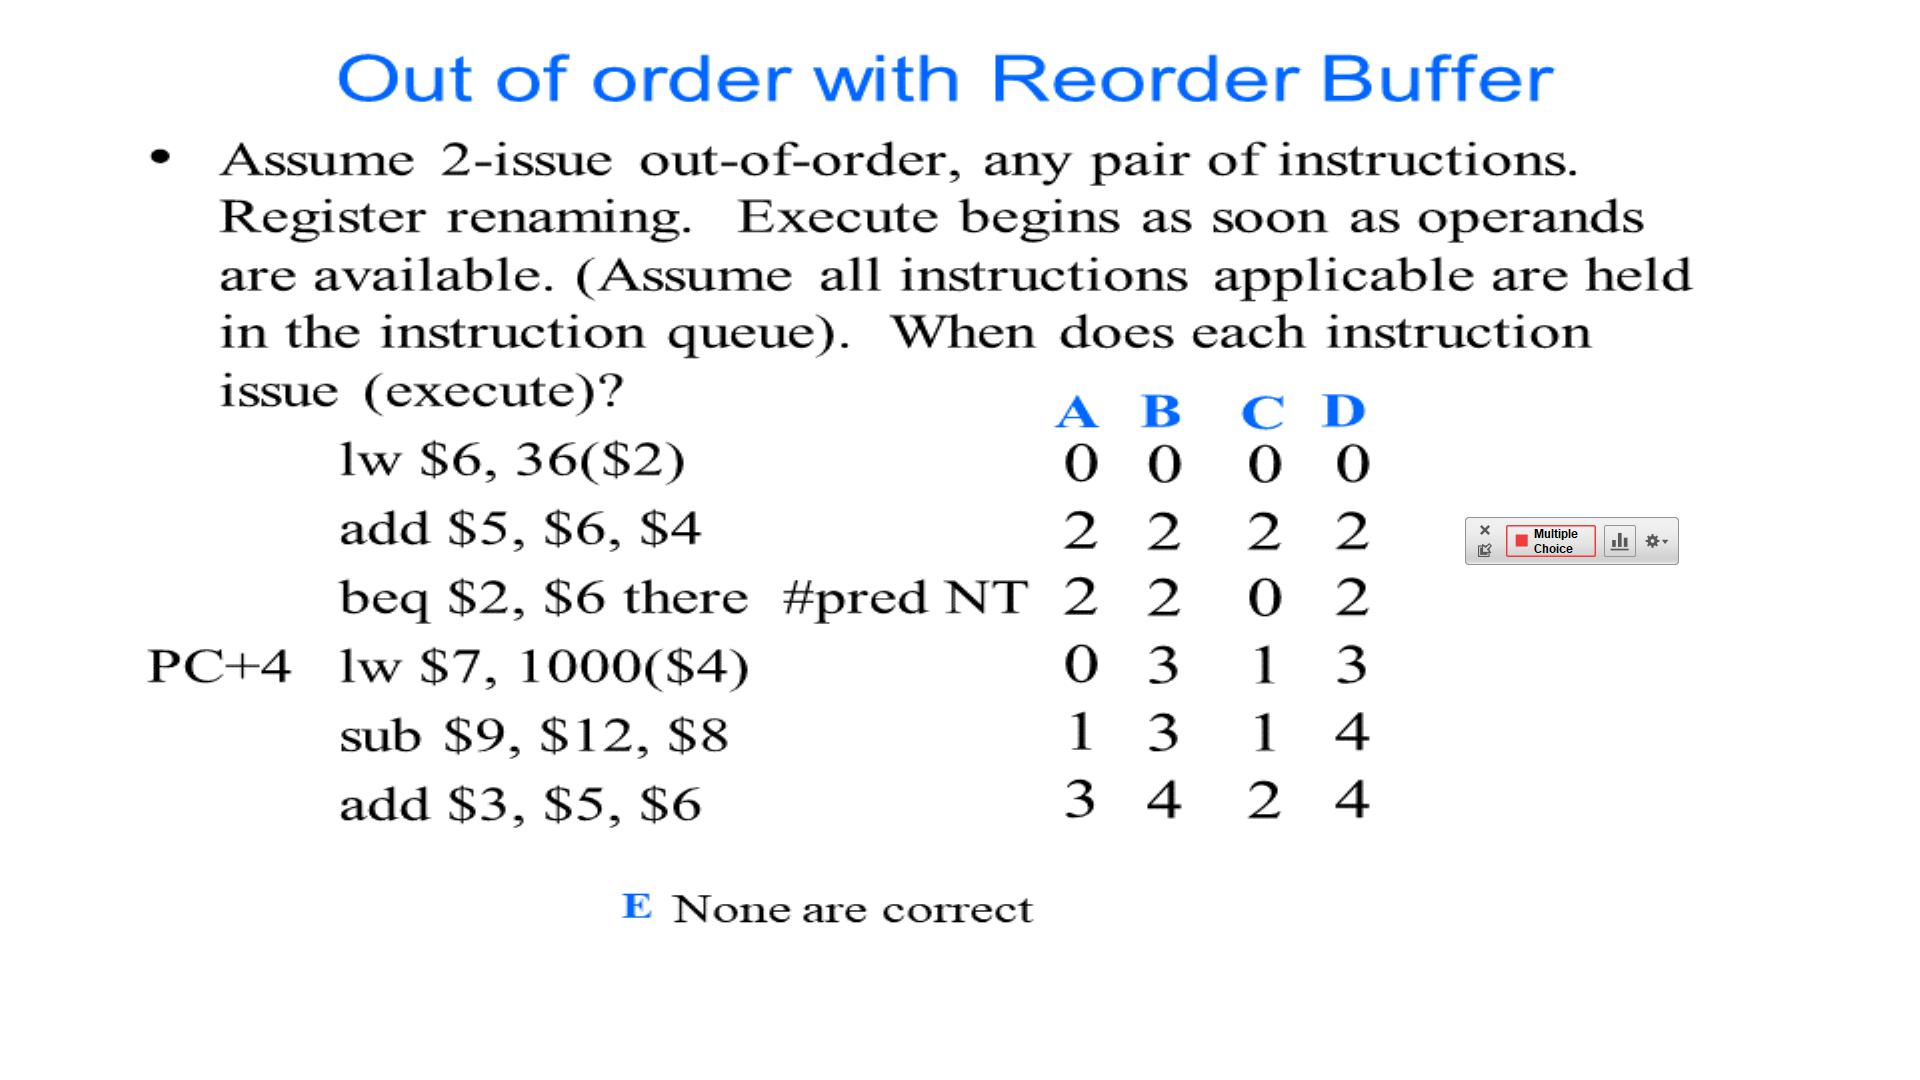 Out of order with Reorder Buffer
• Assume 2-issue out-of-order, any pair of instructions.
Register renaming. Execute begins as soon as operands
are available. (Assume all instructions applicable are held
in the instruction queue). When does each instruction
issue (execute)?
A B C D
lw $6, 36($2) 0 0 0 0
add $5, $6, $4 2 2 2 2
beq $2, $6 there #pred NT 2 2 0 2
PC+4 lw $7, 1000($4) 0 3 1 3
sub $9, $12, $8 1 3 1 4
add $3, $5, $6 3 4 2 4
Multiple
Choice
E None are correct